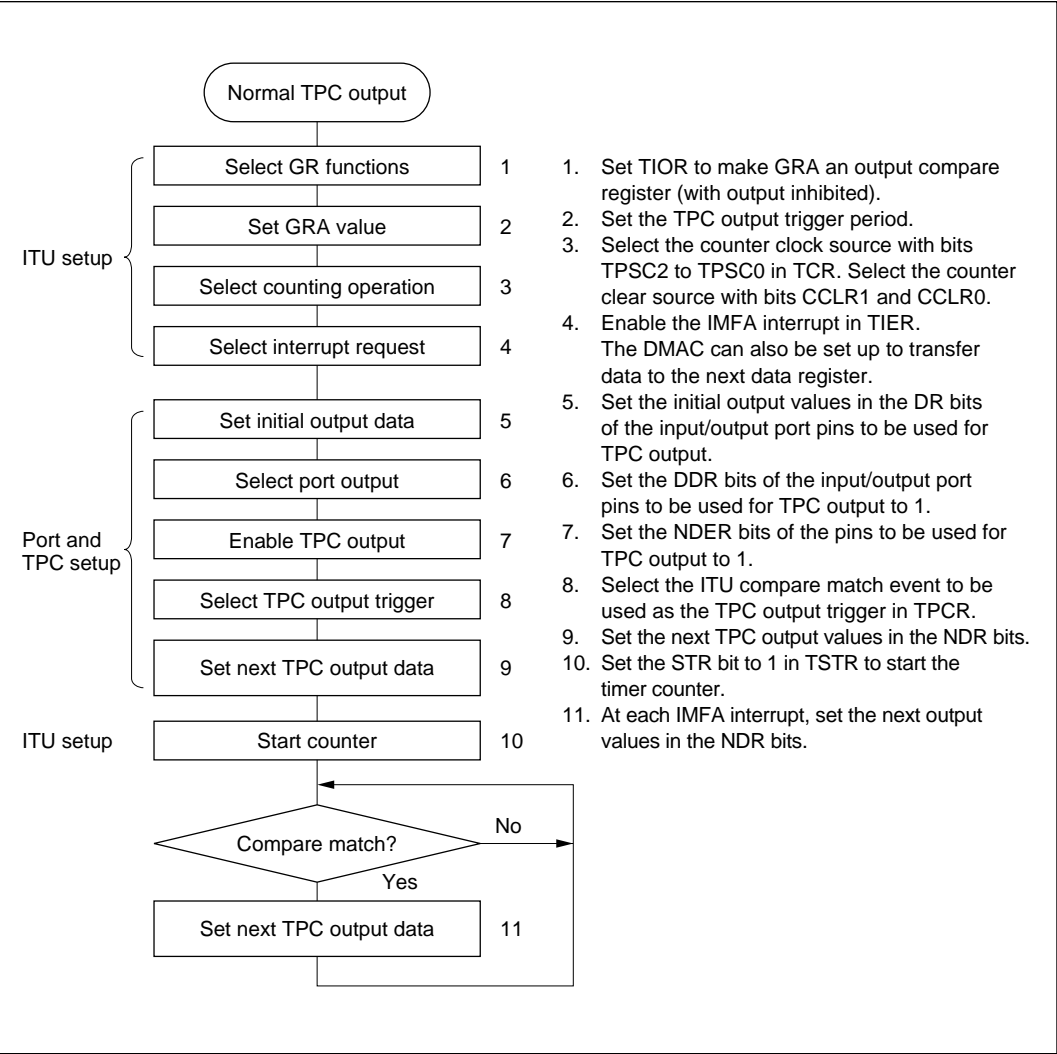 Normal TPC output
Select GR functions 1
Set GRA value 2
ITU setup
Select counting operation 3
Select interrupt request 4
Set initial output data 5
Select port output 6
Port and
TPC setup
Enable TPC output 7
Select TPC output trigger 8
Set next TPC output data 9
ITU setup
Start counter 10
Compare match?
No
Yes
Set next TPC output data 11
1. Set TIOR to make GRA an output compare
register (with output inhibited).
2. Set the TPC output trigger period.
3. Select the counter clock source with bits
TPSC2 to TPSC0 in TCR. Select the counter
clear source with bits CCLR1 and CCLR0.
4. Enable the IMFA interrupt in TIER.
The DMAC can also be set up to transfer
data to the next data register.
5. Set the initial output values in the DR bits
of the input/output port pins to be used for
TPC output.
6. Set the DDR bits of the input/output port
pins to be used for TPC output to 1.
7. Set the NDER bits of the pins to be used for
TPC output to 1.
8. Select the ITU compare match event to be
used as the TPC output trigger in TPCR.
9. Set the next TPC output values in the NDR bits.
10. Set the STR bit to 1 in TSTR to start the
timer counter.
11. At each IMFA interrupt, set the next output
values in the NDR bits.